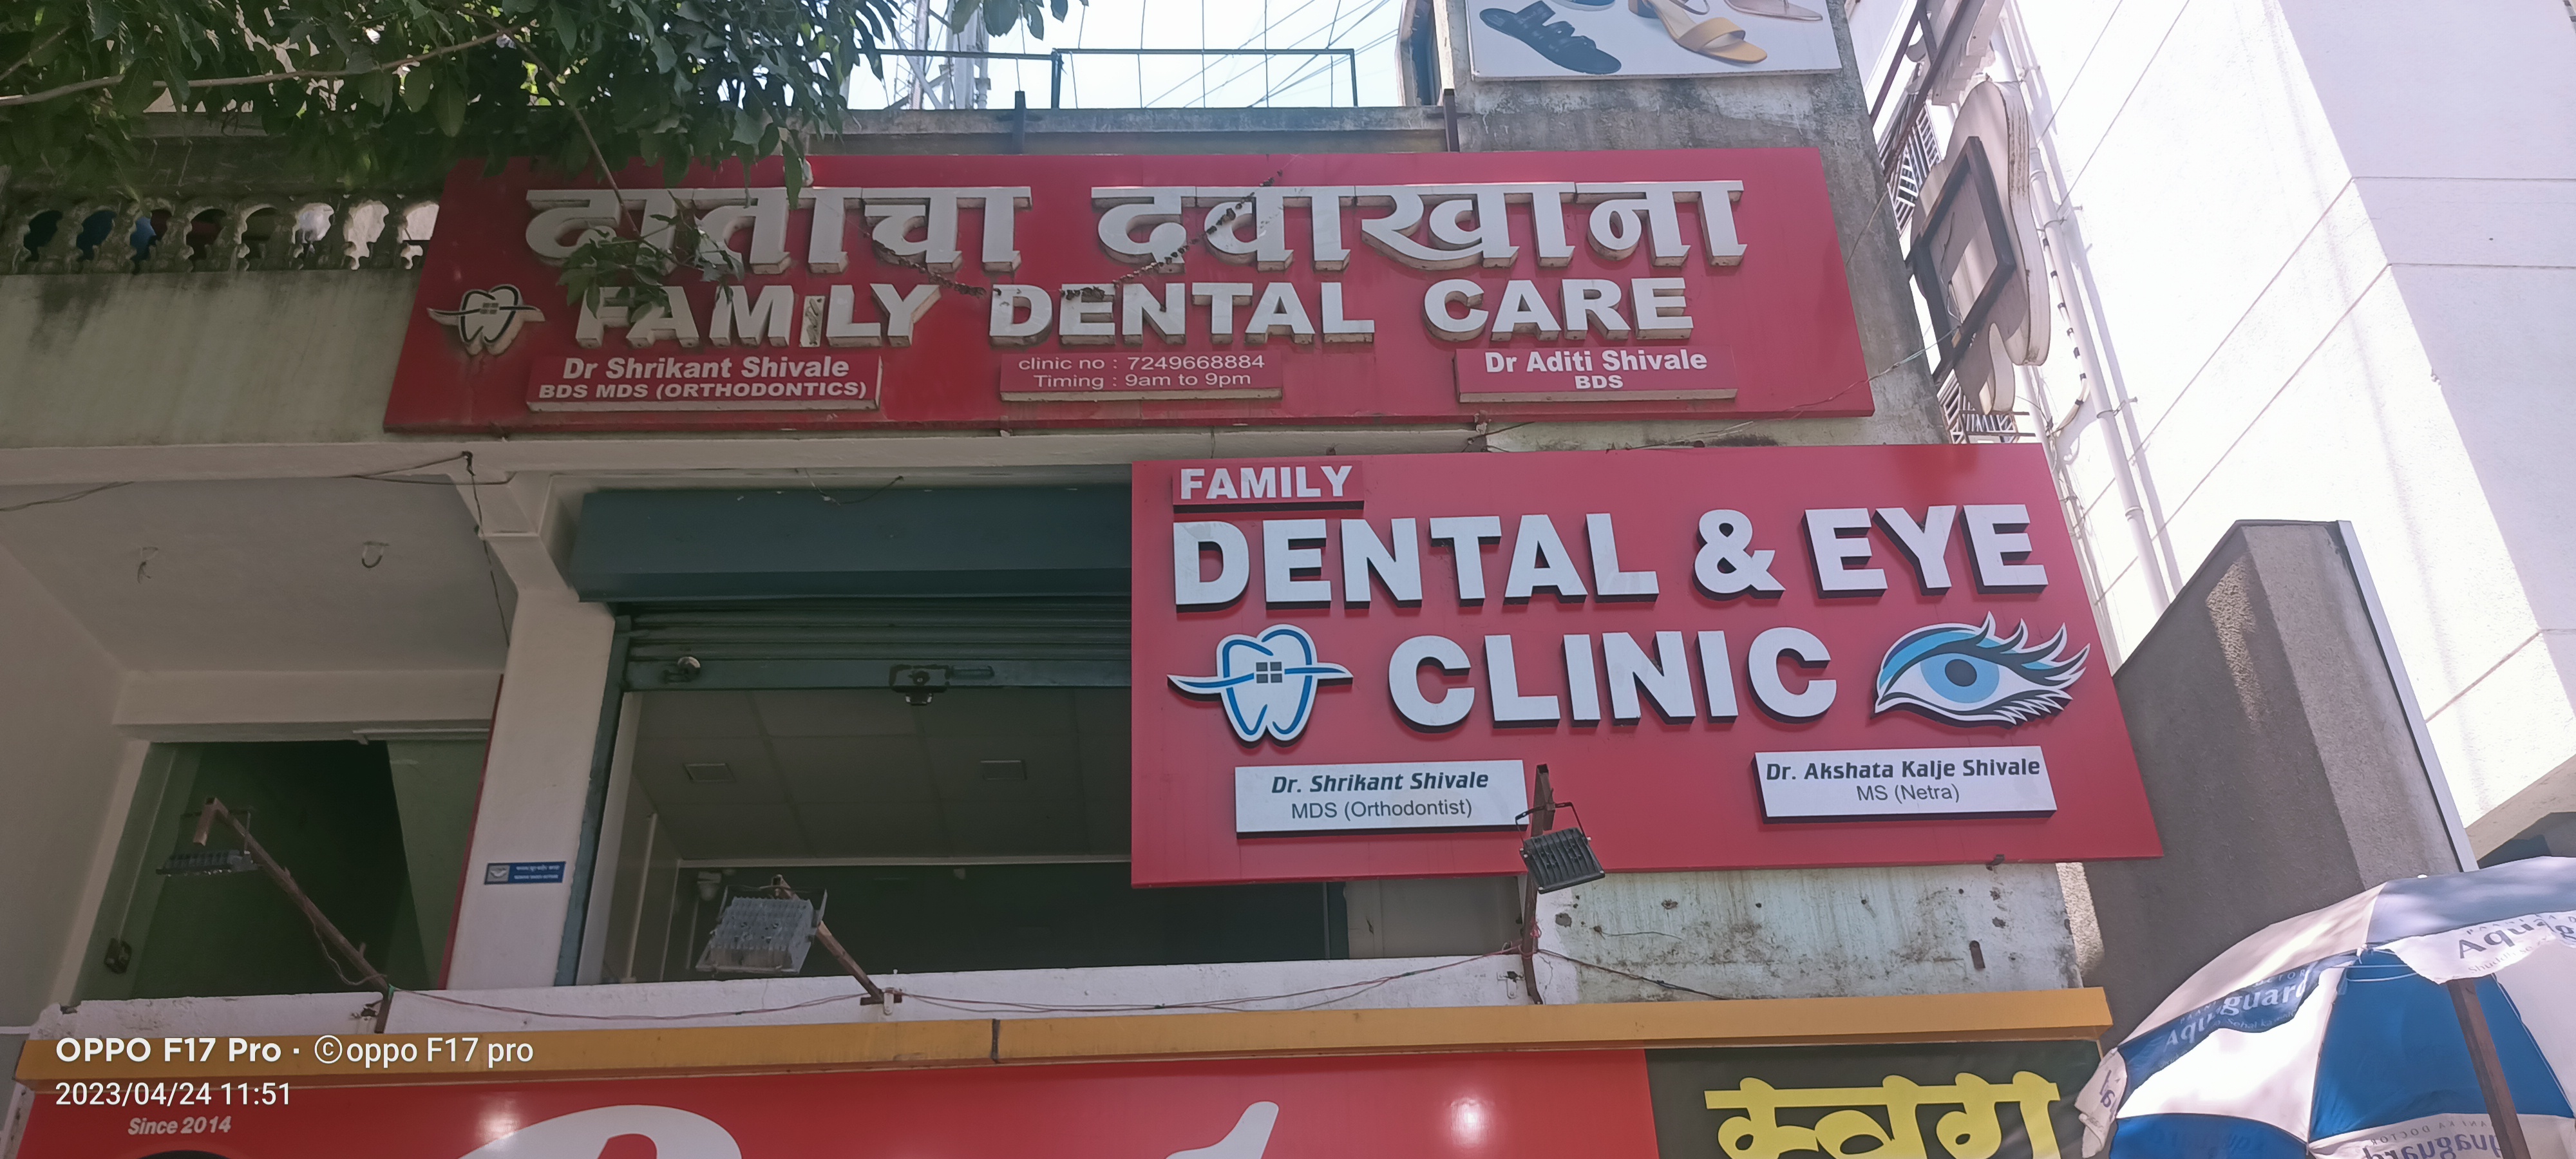 दाताचा दवाखाना
FAMILY DENTAL CARE
Dr Shrikant Shivale
BDS MDS (ORTHODONTICS)
clinic no : 7249668884
Timing : 9am to 9pm
Dr Aditi Shivale
BDS
FAMILY
DENTAL & EYE
CLINIC
Dr. Shrikant Shivale
MDS (Orthodontist)
Dr. Akshata Kalje Shivale
MS (Netra)
OPPO F17 Pro · ©oppo F17 pro
2023/04/24 11:51
Since 2014
स्वाग
Aquaguard